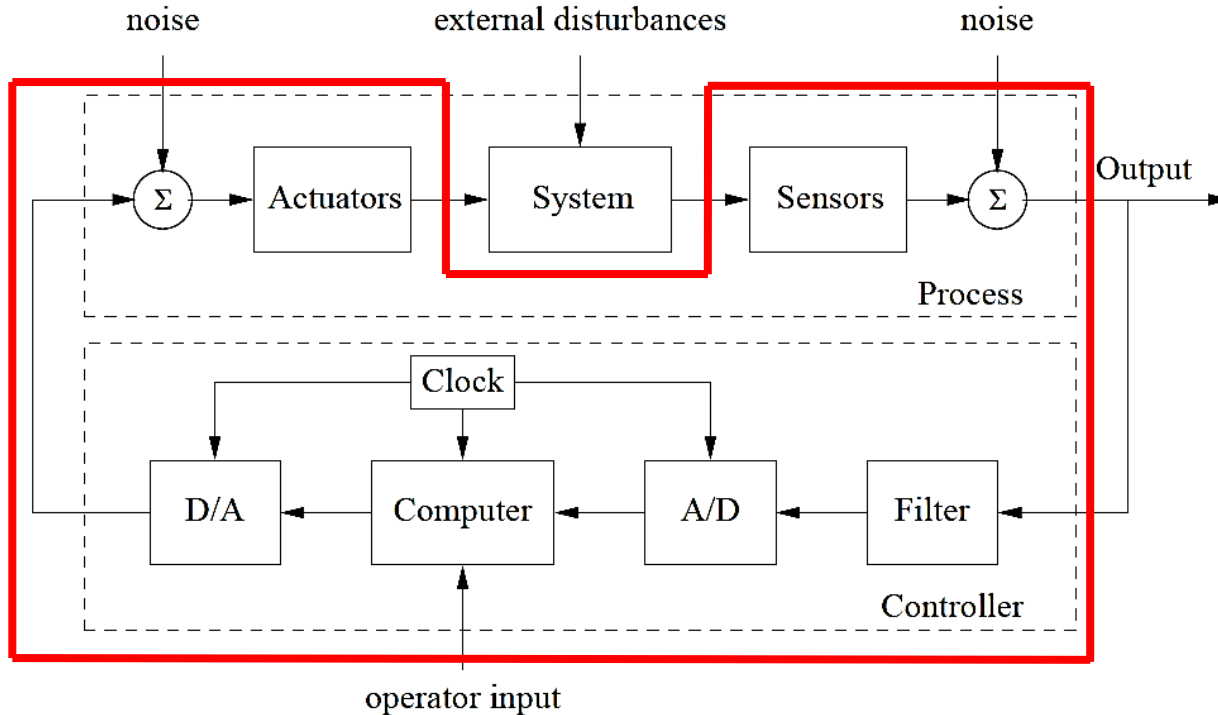 noise
external disturbances
noise
Σ
Actuators
System
Sensors
Σ
Output
Process
Clock
D/A
Computer
A/D
Filter
Controller
operator input